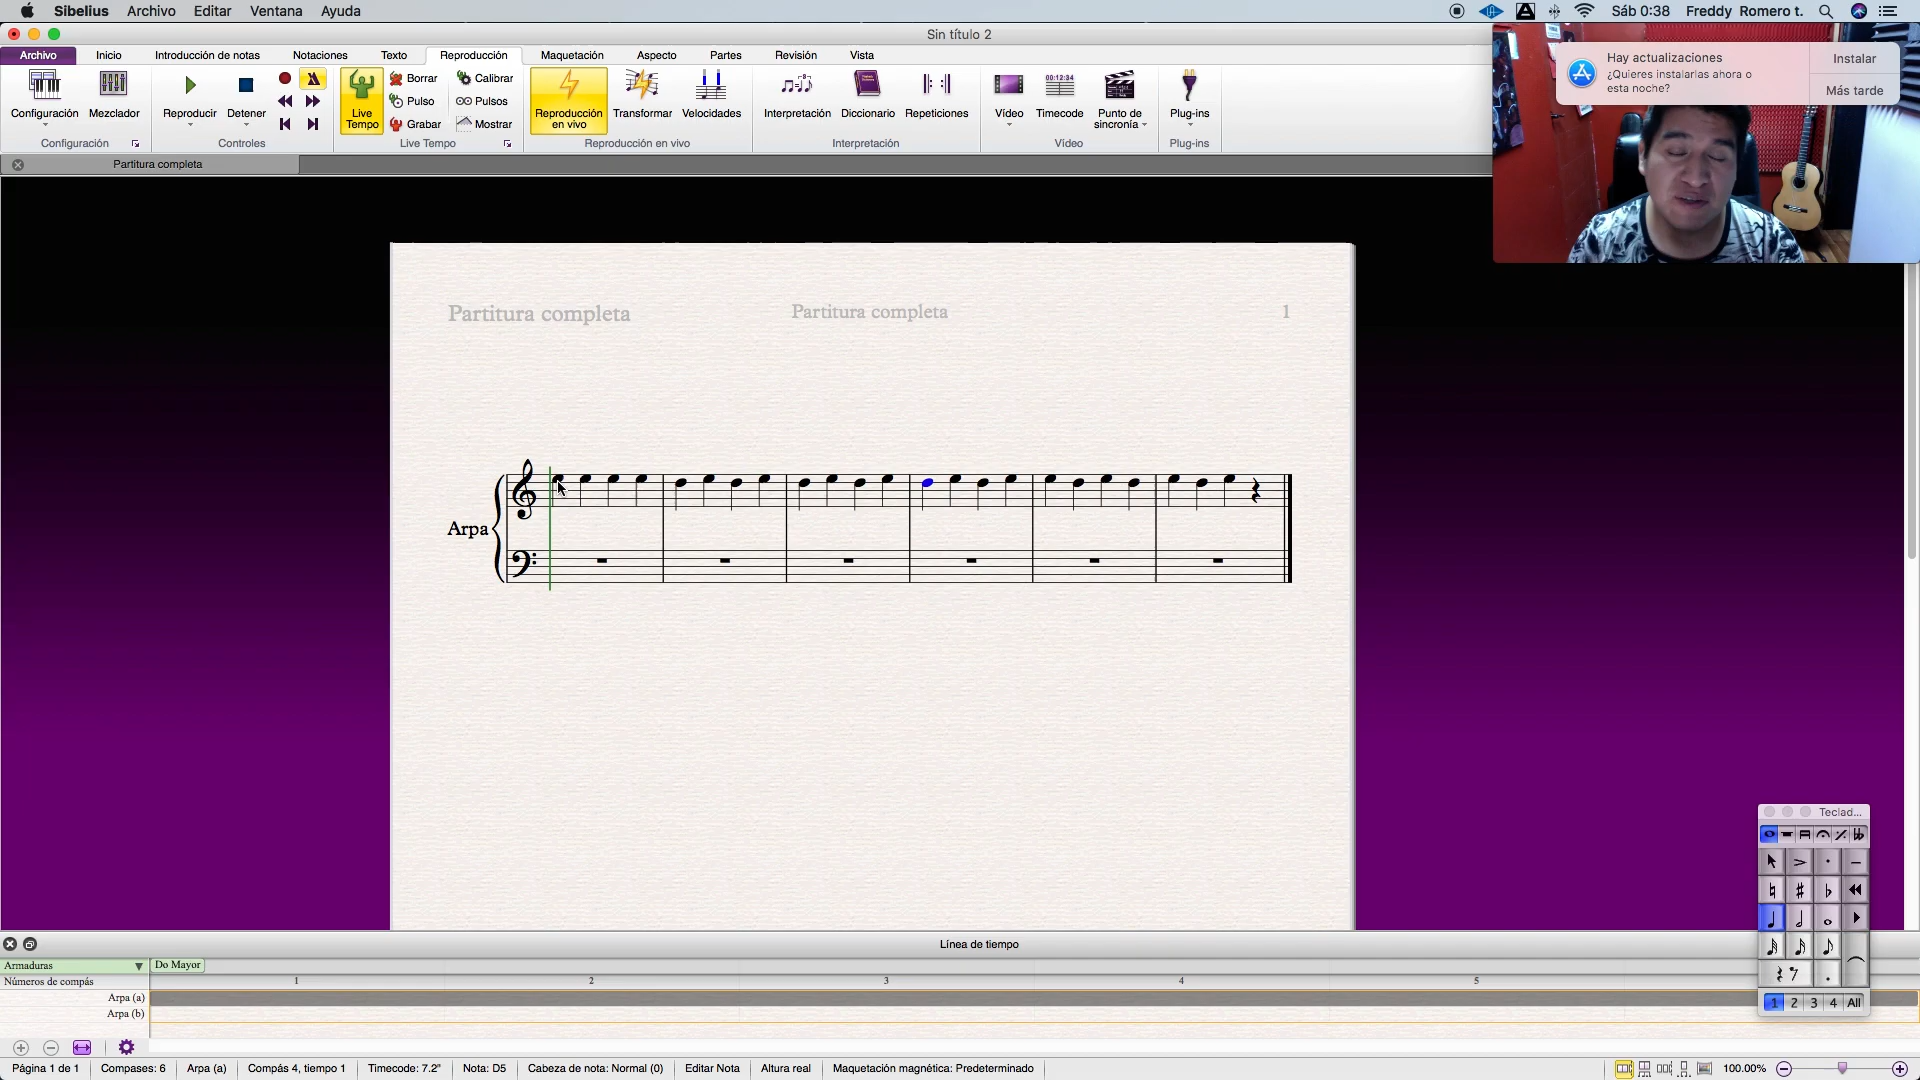 Sibelius Archivo Editar Ventana Ayuda Sáb 0:38 Freddy Romero t.
Sin título 2
Archivo Inicio Introducción de notas Notaciones Texto Reproducción Maquetación Aspecto Partes Revisión Vista
Hay actualizaciones
¿Quieres instalarlas ahora o
esta noche?
Instalar
Más tarde
Configuración Mezclador Reproducir Detener Live
Tempo
Borrar Calibrar
Pulso Pulsos
Grabar Mostrar
Reproducción
en vivo
Transformar Velocidades Interpretación Diccionario Repeticiones Vídeo
00:12:34
Timecode Punto de
sincronía
Plug-ins
Configuración Controles Live Tempo Reproducción en vivo Interpretación Vídeo Plug-ins
Partitura completa
Partitura completa Partitura completa 1
Arpa
Teclad...
1 2 3 4 All
Línea de tiempo
Armaduras Do Mayor
Números de compás 1 2 3 4 5
Arpa (a)
Arpa (b)
Página 1 de 1 Compases: 6 Arpa (a) Compás 4, tiempo 1 Timecode: 7.2" Nota: D5 Cabeza de nota: Normal (0) Editar Nota Altura real Maquetación magnética: Predeterminado 100.00%